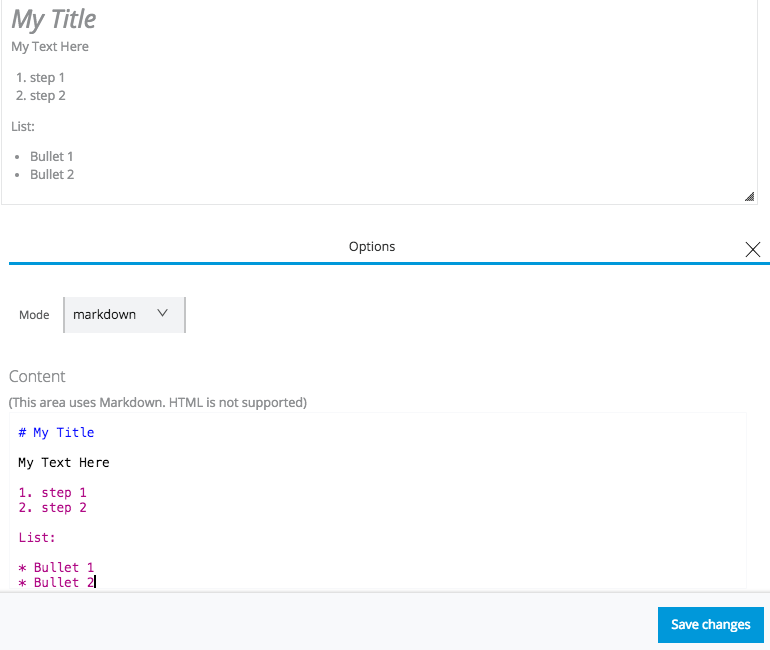 My Title
My Text Here
1. step 1
2. step 2
List:
• Bullet 1
• Bullet 2
Options
Mode markdown
Content
(This area uses Markdown. HTML is not supported)
# My Title
My Text Here
1. step 1
2. step 2
List:
* Bullet 1
* Bullet 2
Save changes